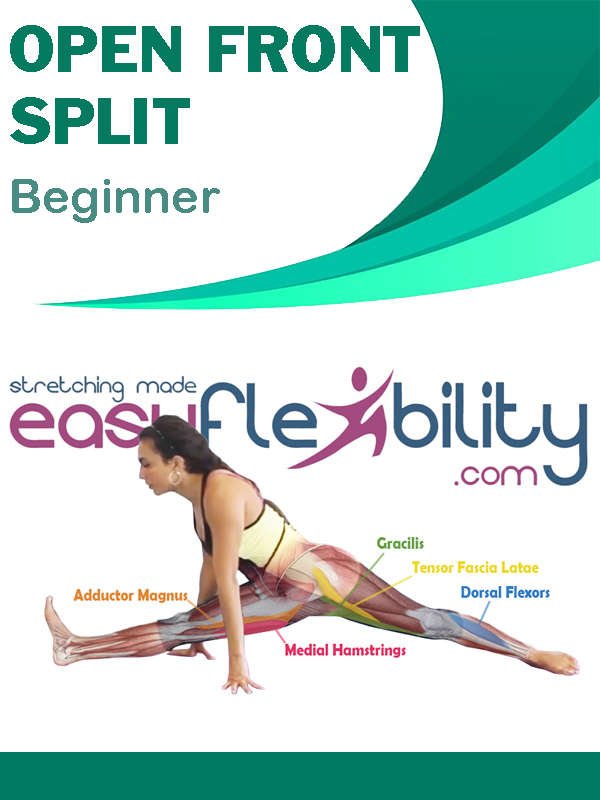 OPEN FRONT
SPLIT
Beginner
stretching made
easyflexibility
.com
Gracilis
Tensor Fascia Latae
Dorsal Flexors
Adductor Magnus
Medial Hamstrings